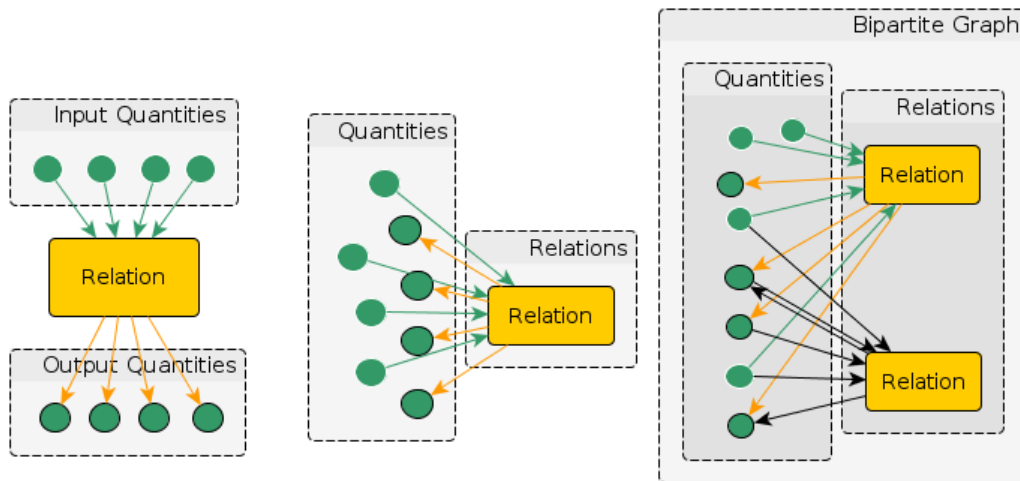 Input Quantities
Relation
Output Quantities
Quantities
Relations
Relation
Bipartite Graph
Quantities
Relations
Relation
Relation